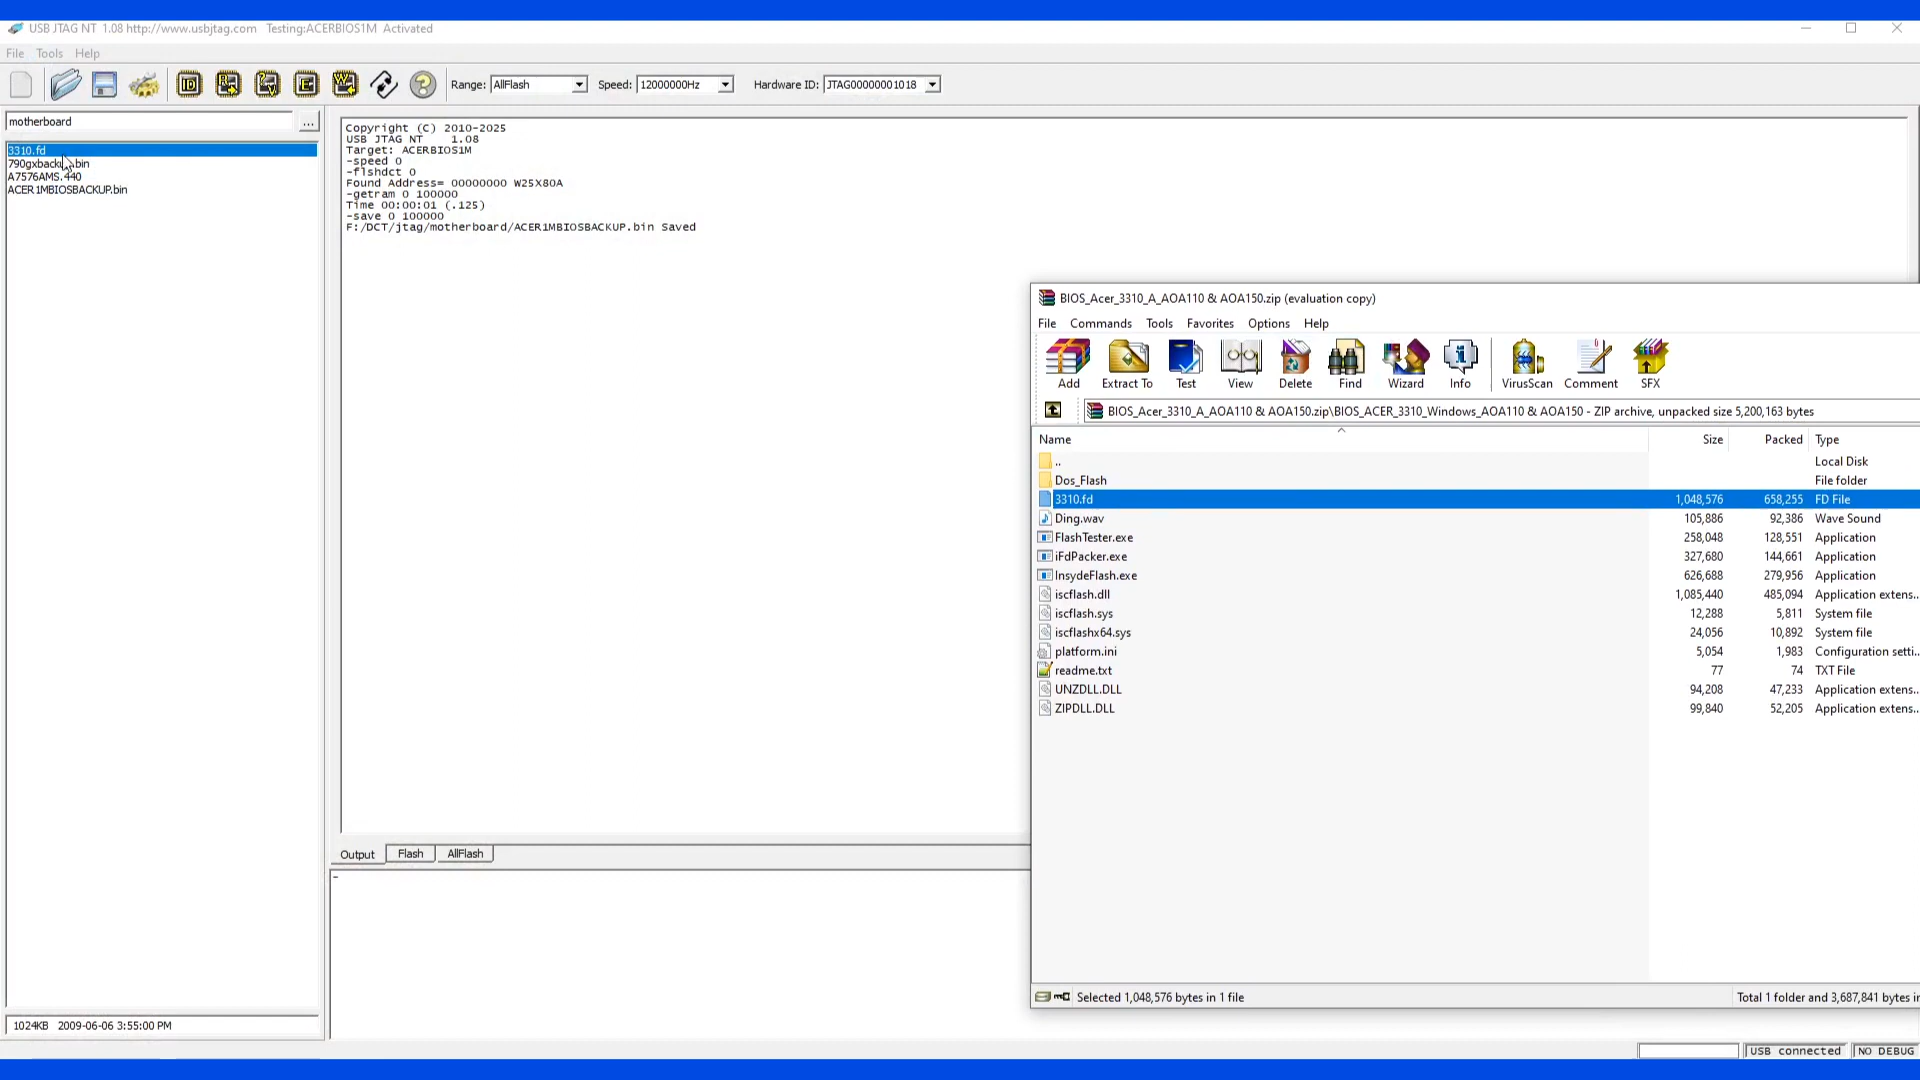 USB JTAG NT 1.08 http://www.usbjtag.com Testing:ACERBIOS1M Activated
File Tools Help
ID R ? V E W Range: AllFlash Speed: 12000000Hz Hardware ID: JTAG00000001018
motherboard ...
3310.fd
790gxbackup.bin
A7576AMS.440
ACER1MBIOSBACKUP.bin
1024KB 2009-06-06 3:55:00 PM
Copyright (C) 2010-2025
USB JTAG NT 1.08
Target: ACERBIOS1M
-speed 0
-flshdct 0
Found Address= 00000000 W25X80A
-getram 0 100000
Time 00:00:01 (.125)
-save 0 100000
F:/DCT/jtag/motherboard/ACER1MBIOSBACKUP.bin Saved
Output Flash AllFlash
-
BIOS_Acer_3310_A_AOA110 & AOA150.zip (evaluation copy)
File Commands Tools Favorites Options Help
Add Extract To Test View Delete Find Wizard Info VirusScan Comment SFX
BIOS_Acer_3310_A_AOA110 & AOA150.zip\BIOS_ACER_3310_Windows_AOA110 & AOA150 - ZIP archive, unpacked size 5,200,163 bytes
Name Size Packed Type
.. Local Disk
Dos_Flash File folder
3310.fd 1,048,576 658,255 FD File
Ding.wav 105,886 92,386 Wave Sound
FlashTester.exe 258,048 128,551 Application
iFdPacker.exe 327,680 144,661 Application
InsydeFlash.exe 626,688 279,956 Application
iscflash.dll 1,085,440 485,094 Application extens...
iscflash.sys 12,288 5,811 System file
iscflashx64.sys 24,056 10,892 System file
platform.ini 5,054 1,983 Configuration setti...
readme.txt 77 74 TXT File
UNZDLL.DLL 94,208 47,233 Application extens...
ZIPDLL.DLL 99,840 52,205 Application extens...
Selected 1,048,576 bytes in 1 file Total 1 folder and 3,687,841 bytes in
USB connected NO DEBUG